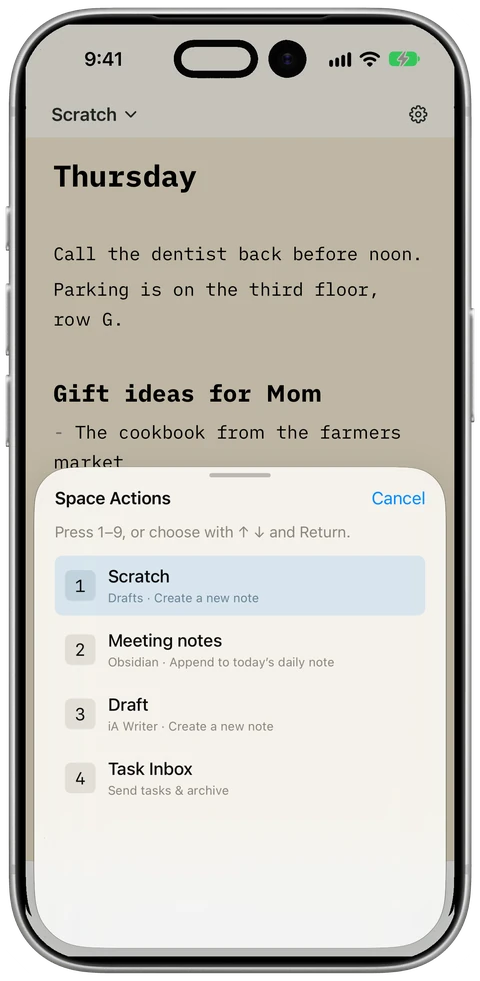 9:41
Scratch
Thursday
Call the dentist back before noon.
Parking is on the third floor,
row G.
Gift ideas for Mom
- The cookbook from the farmers
market
Space Actions
Cancel
Press 1–9, or choose with ↑ ↓ and Return.
1
Scratch
Drafts · Create a new note
2
Meeting notes
Obsidian · Append to today’s daily note
3
Draft
iA Writer · Create a new note
4
Task Inbox
Send tasks & archive